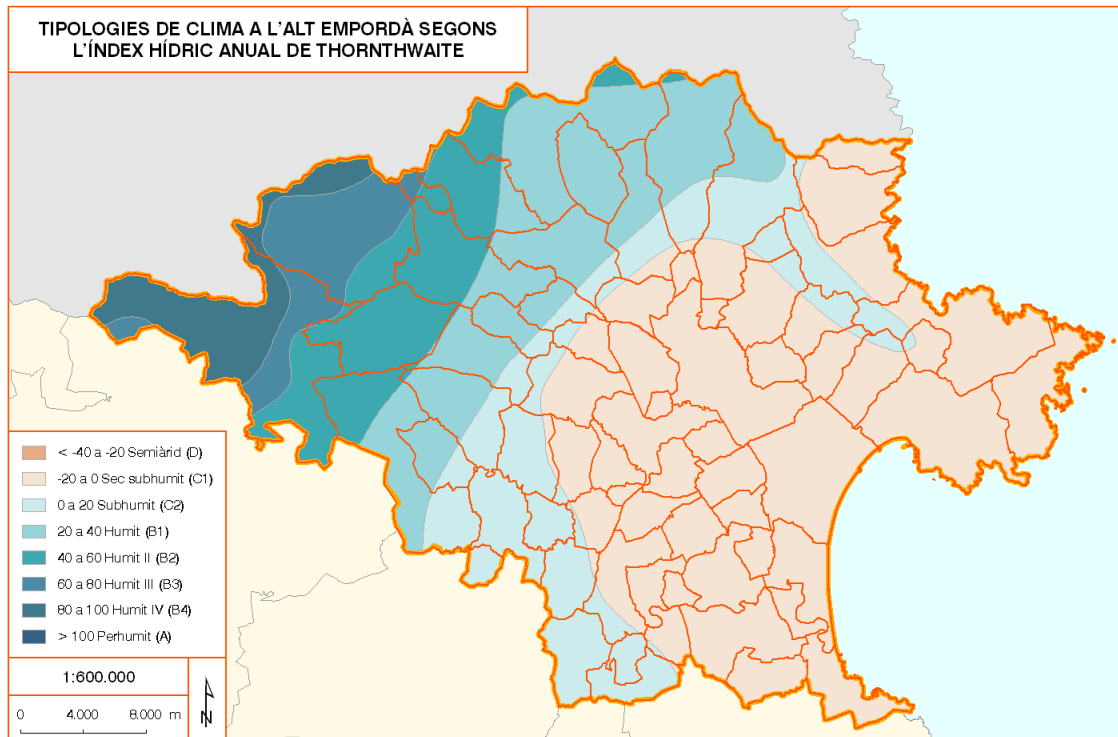 TIPOLOGIES DE CLIMA A L'ALT EMPORDÀ SEGONS
L'ÍNDEX HÍDRIC ANUAL DE THORNTHWAITE
< -40 a -20 Semiàrid (D)
-20 a 0 Sec subhumit (C1)
0 a 20 Subhumit (C2)
20 a 40 Humit (B1)
40 a 60 Humit II (B2)
60 a 80 Humit III (B3)
80 a 100 Humit IV (B4)
> 100 Perhumit (A)
1:600.000
0 4.000 8.000 m
N